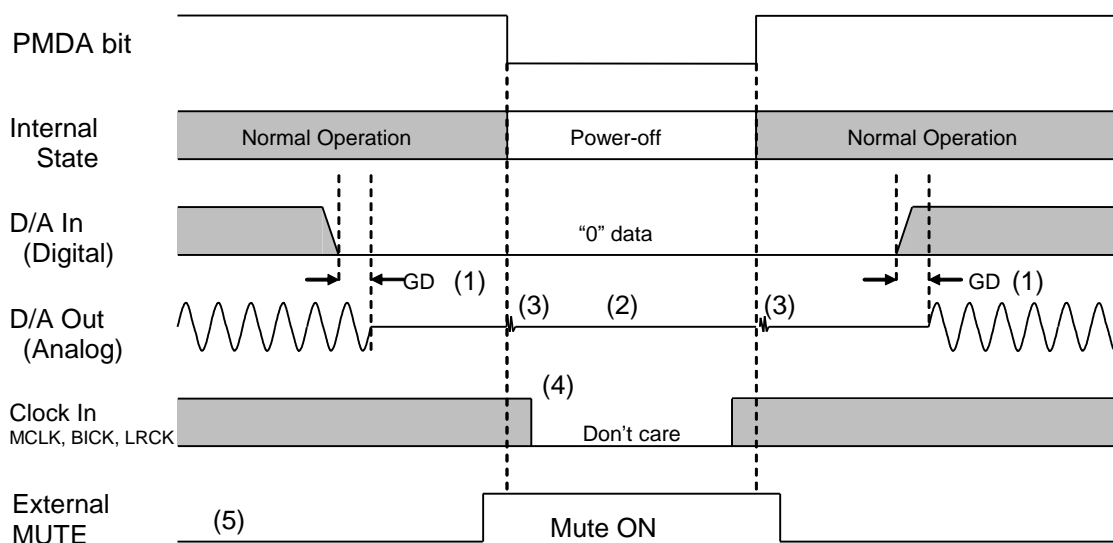 PMDA bit
Internal
State
Normal Operation
Power-off
Normal Operation
D/A In
(Digital)
“0” data
GD
(1)
GD
(1)
D/A Out
(Analog)
(3)
(2)
(3)
(4)
Clock In
MCLK, BICK, LRCK
Don’t care
External
MUTE
(5)
Mute ON